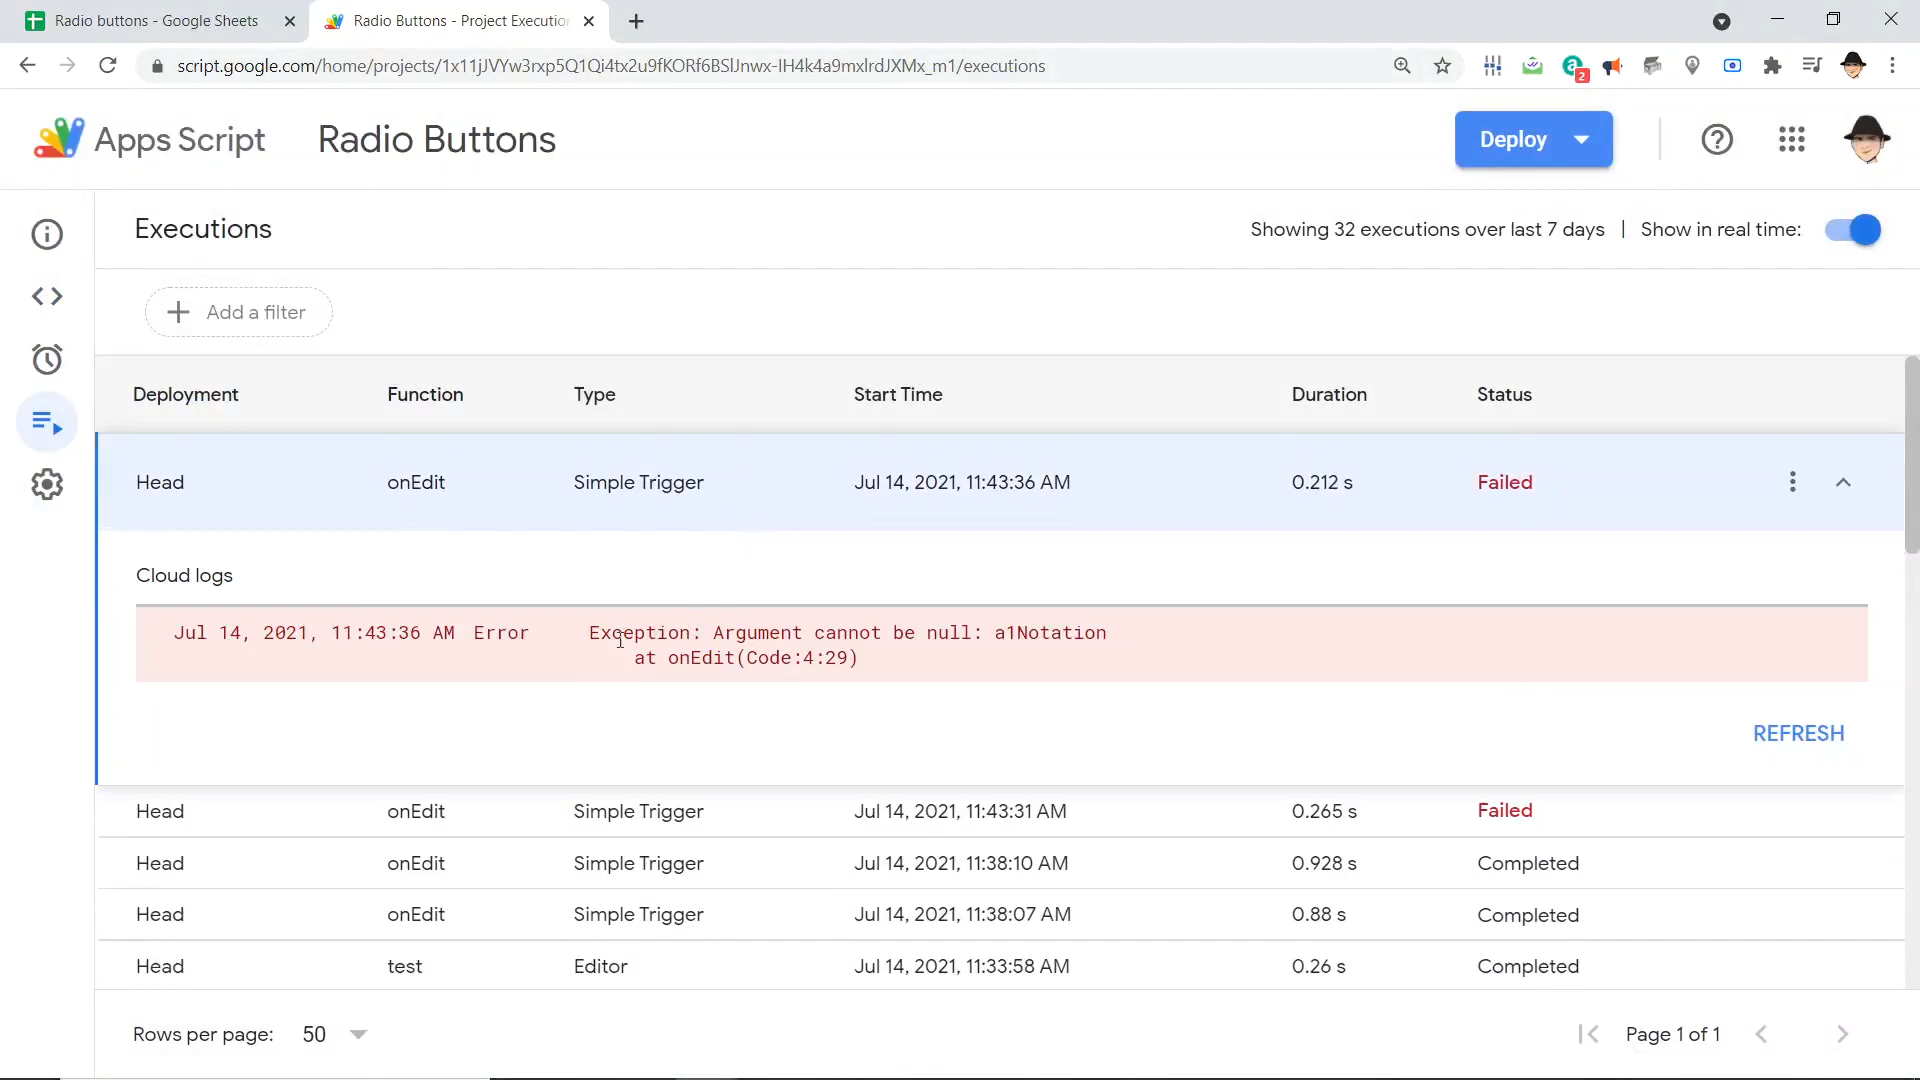 Radio buttons - Google Sheets
Radio Buttons - Project Executio
script.google.com/home/projects/1x11jJVYw3rxp5Q1Qi4tx2u9fKORf6BSlJnwx-IH4k4a9mxlrdJXMx_m1/executions
2
Apps Script
Radio Buttons
Deploy
Executions
Showing 32 executions over last 7 days | Show in real time:
Add a filter
Deployment Function Type Start Time Duration Status
Head onEdit Simple Trigger Jul 14, 2021, 11:43:36 AM 0.212 s Failed
Cloud logs
Jul 14, 2021, 11:43:36 AM Error Exception: Argument cannot be null: a1Notation
at onEdit(Code:4:29)
REFRESH
Head onEdit Simple Trigger Jul 14, 2021, 11:43:31 AM 0.265 s Failed
Head onEdit Simple Trigger Jul 14, 2021, 11:38:10 AM 0.928 s Completed
Head onEdit Simple Trigger Jul 14, 2021, 11:38:07 AM 0.88 s Completed
Head test Editor Jul 14, 2021, 11:33:58 AM 0.26 s Completed
Rows per page: 50
Page 1 of 1